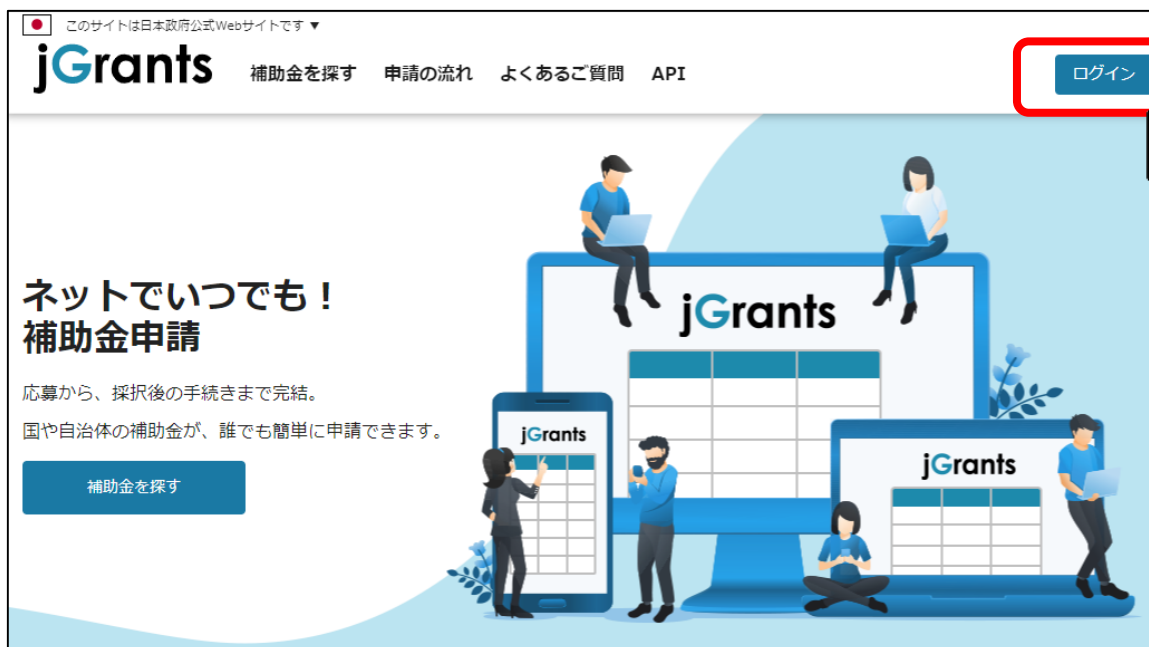 このサイトは日本政府公式Webサイトです ▼
jGrants 補助金を探す 申請の流れ よくあるご質問 API ログイン
ネットでいつでも！
補助金申請
応募から、採択後の手続きまで完結。
国や自治体の補助金が、誰でも簡単に申請できます。
補助金を探す
jGrants
jGrants
jGrants